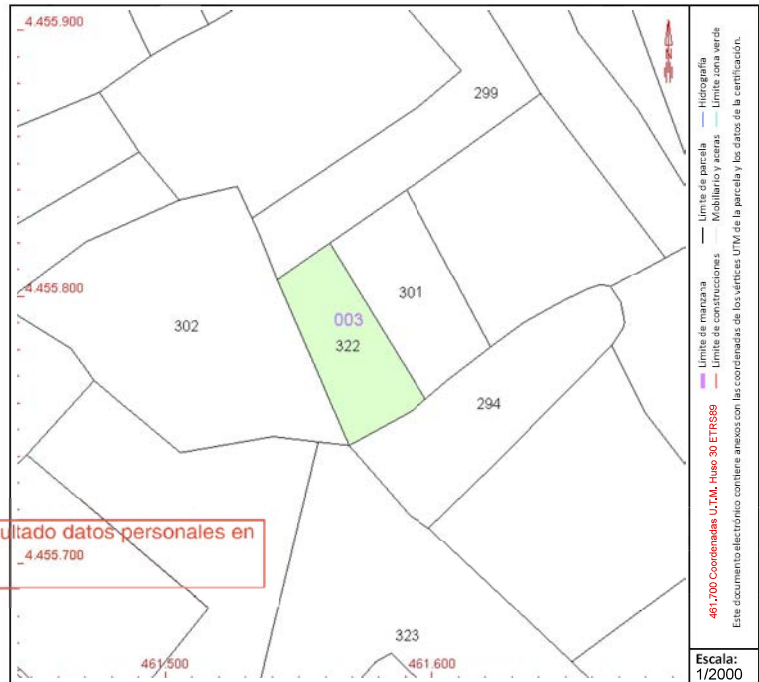 4.455.900
299
4.455.800
301
003
302
322
294
ultado datos personales en
4.455.700
323
461.500
461.600
N
Límite de manzana
Límite de parcela
Hidrografía
461.700 Coordenadas U.T.M. Huso 30 ETRS89
Límite de construcciones
Mobiliario y aceras
Límite zona verde
Este documento electrónico contiene anexos con las coordenadas de los vértices UTM de la parcela y los datos de la certificación.
Escala:
1/2000